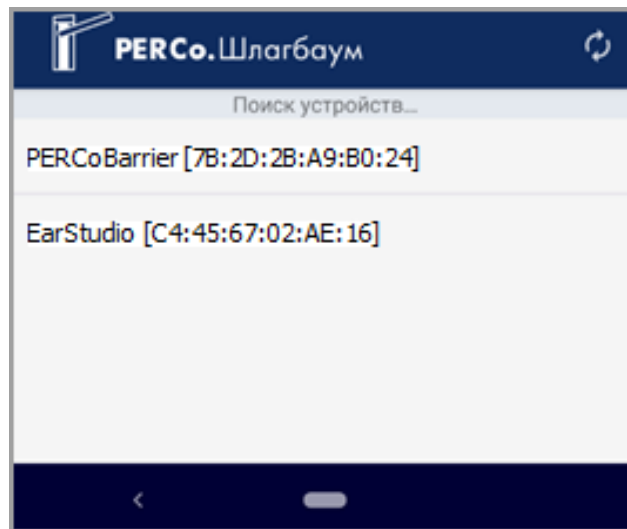 PERCo.Шлагбаум
Поиск устройств...
PERCoBarrier [7B:2D:2B:A9:B0:24]
EarStudio [C4:45:67:02:AE:16]